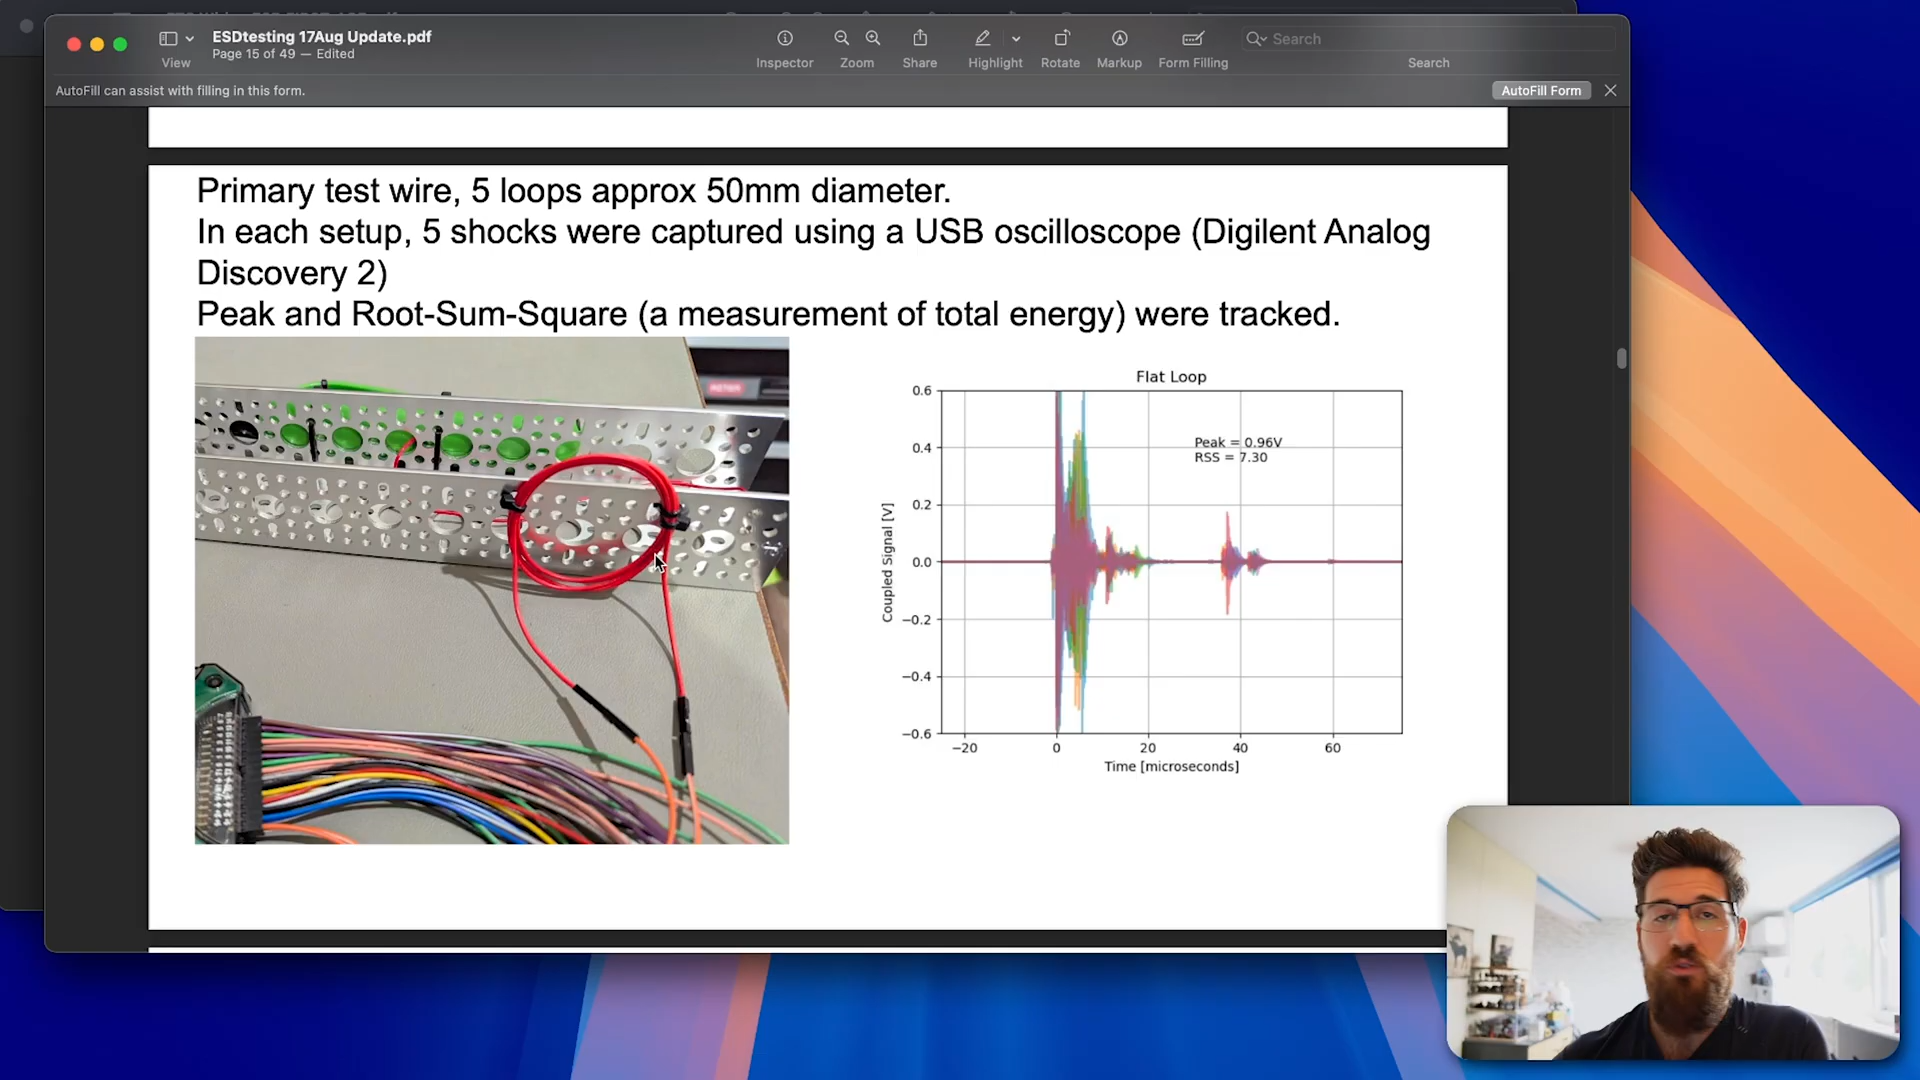 ESDtesting 17Aug Update.pdf
Page 15 of 49 — Edited
View
Inspector
Zoom
Share
Highlight
Rotate
Markup
Form Filling
Search
Search
AutoFill can assist with filling in this form.
AutoFill Form
Primary test wire, 5 loops approx 50mm diameter.
In each setup, 5 shocks were captured using a USB oscilloscope (Digilent Analog
Discovery 2)
Peak and Root-Sum-Square (a measurement of total energy) were tracked.
Flat Loop
Peak = 0.96V
RSS = 7.30
Coupled Signal [V]
0.6
0.4
0.2
0.0
−0.2
−0.4
−0.6
−20
0
20
40
60
Time [microseconds]